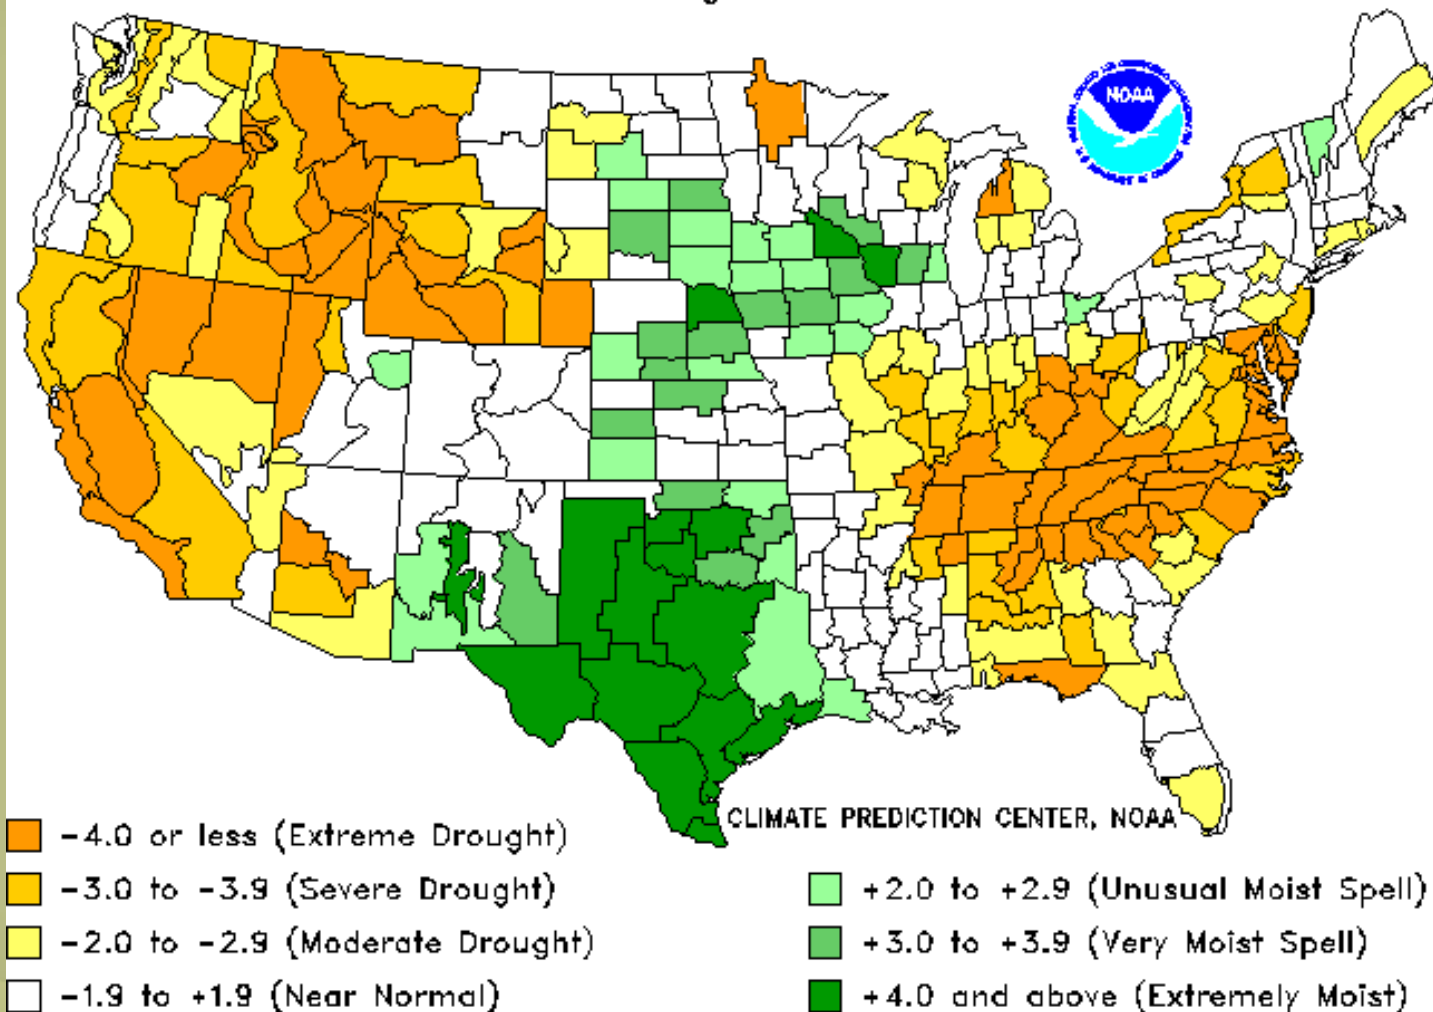 NOAA
CLIMATE PREDICTION CENTER, NOAA
-4.0 or less (Extreme Drought)
-3.0 to -3.9 (Severe Drought)
-2.0 to -2.9 (Moderate Drought)
-1.9 to +1.9 (Near Normal)
+2.0 to +2.9 (Unusual Moist Spell)
+3.0 to +3.9 (Very Moist Spell)
+4.0 and above (Extremely Moist)